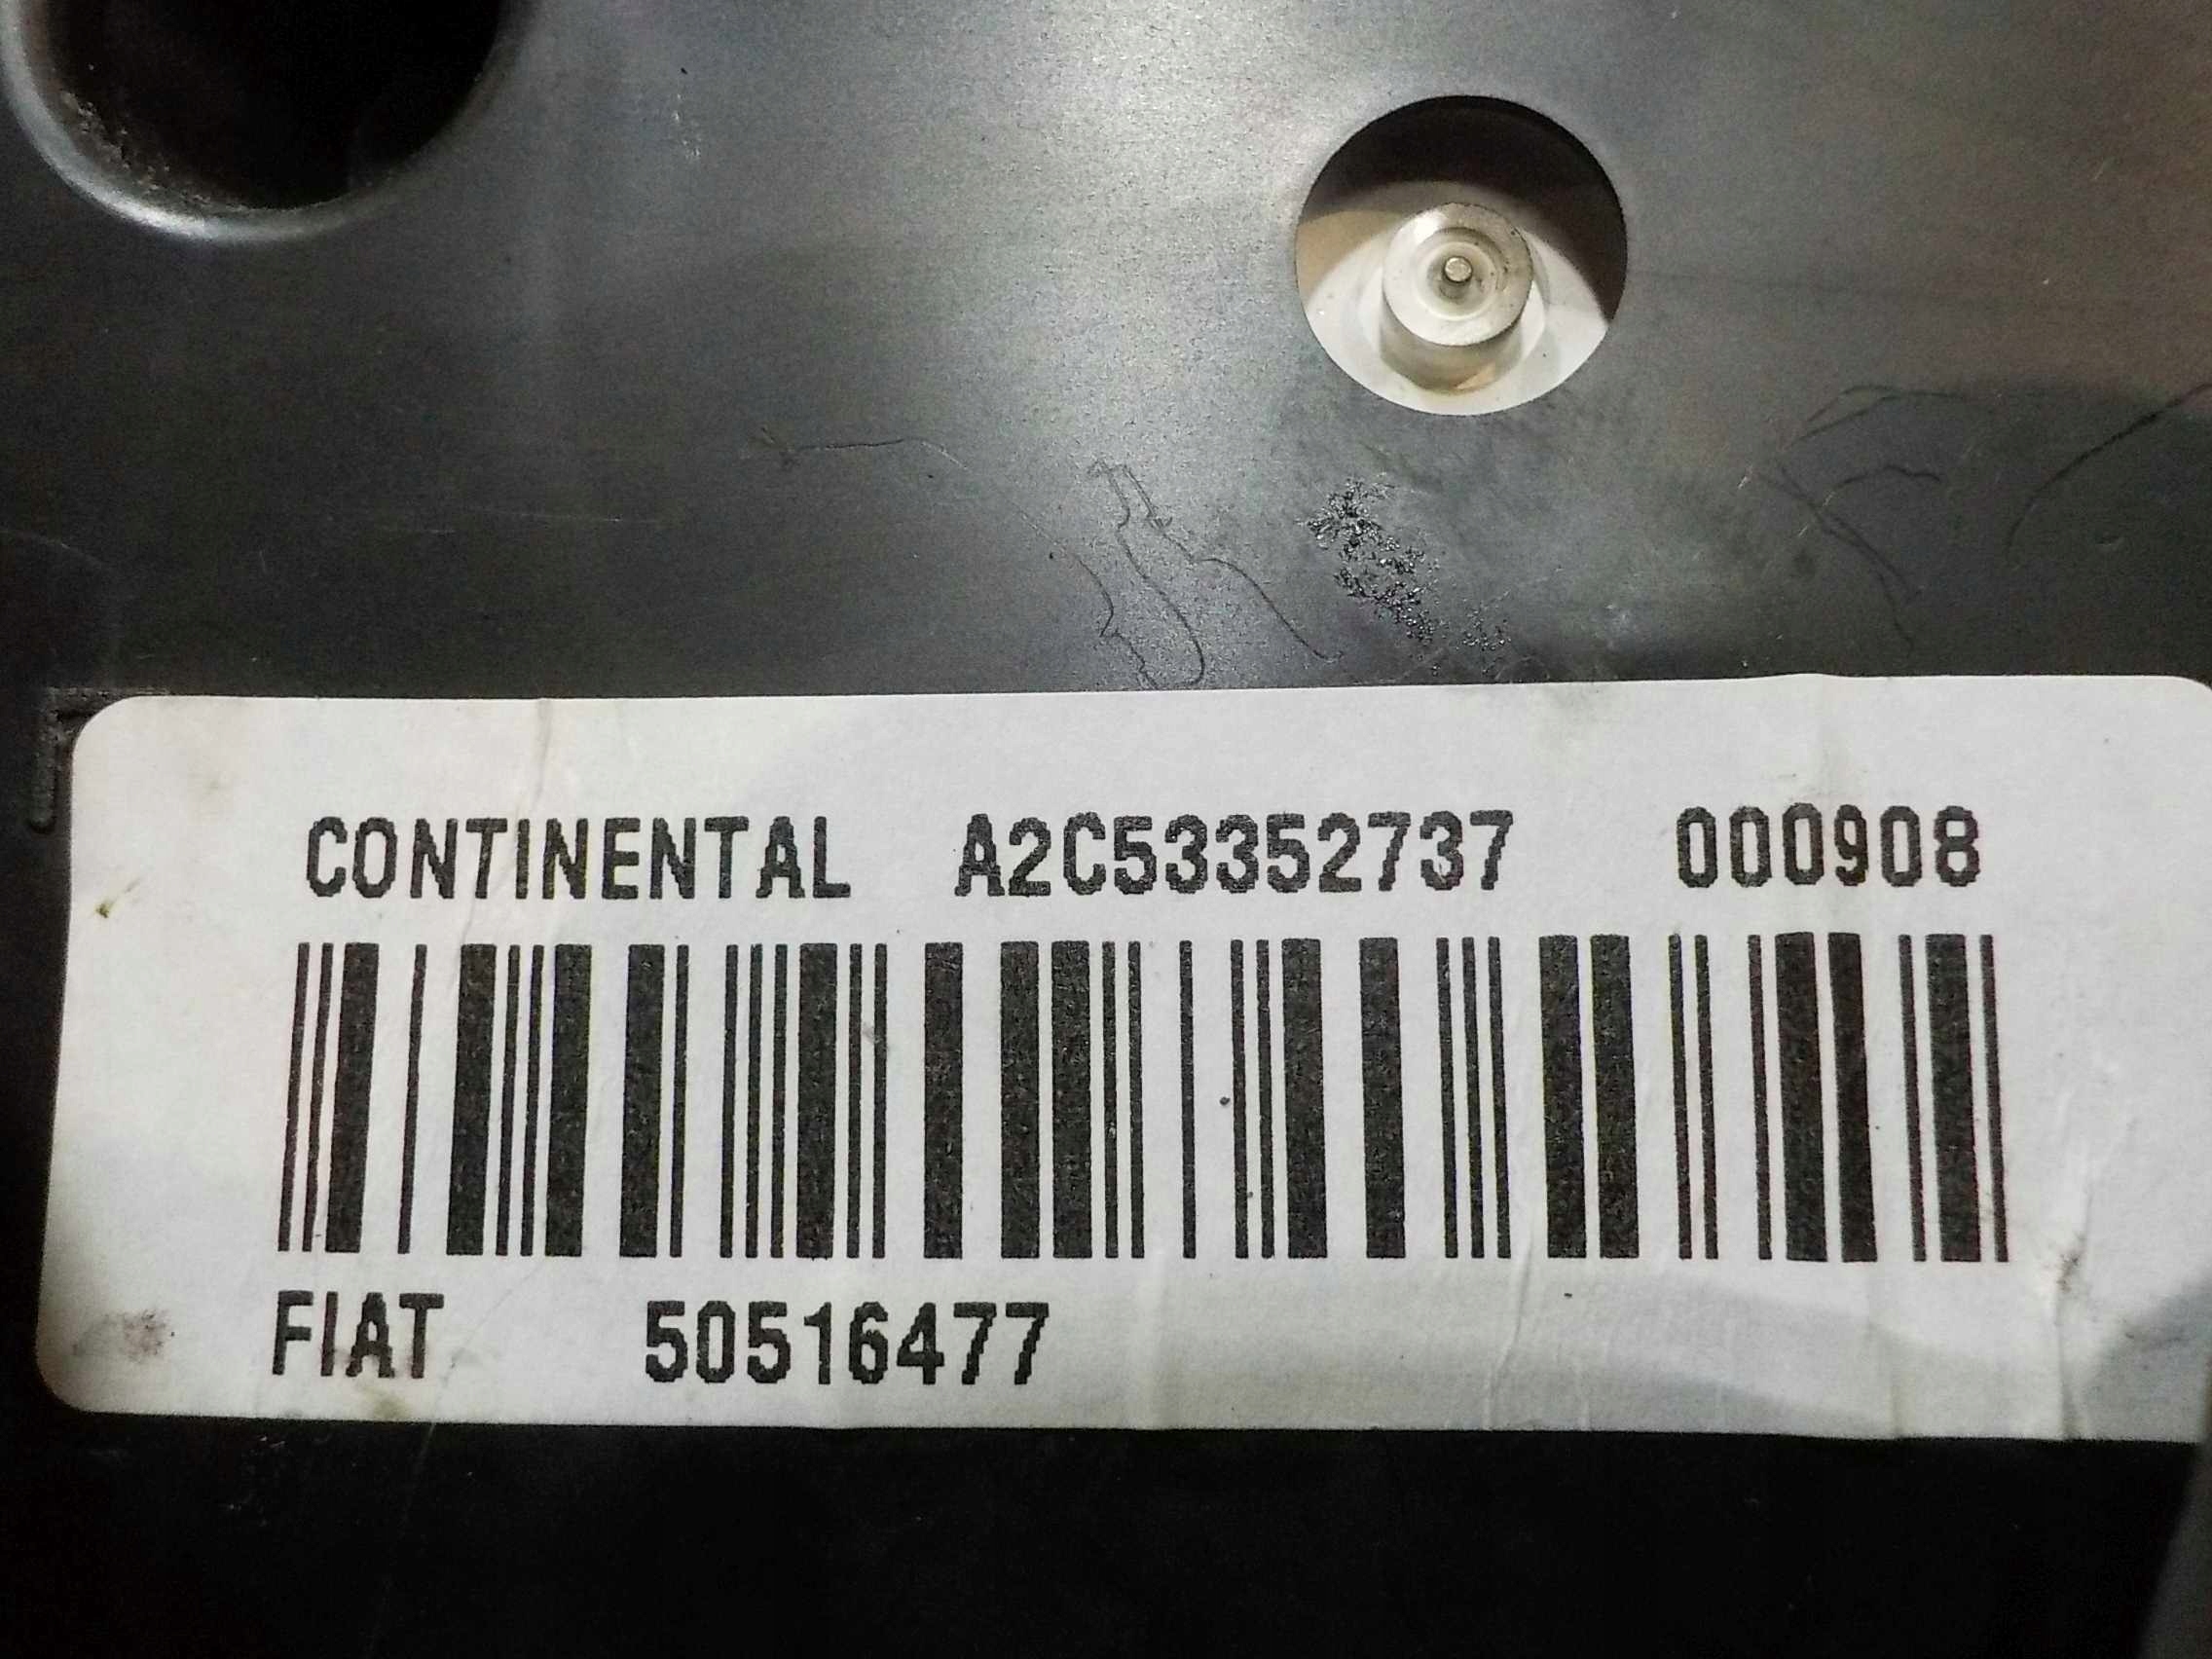 CONTINENTAL A2C53352737 000908
FIAT 50516477